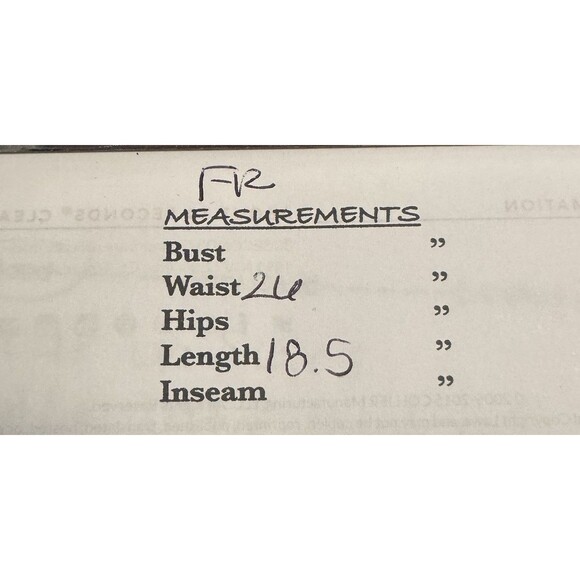 FR
MEASUREMENTS
Bust ”
Waist 26 ”
Hips ”
Length 18.5 ”
Inseam ”